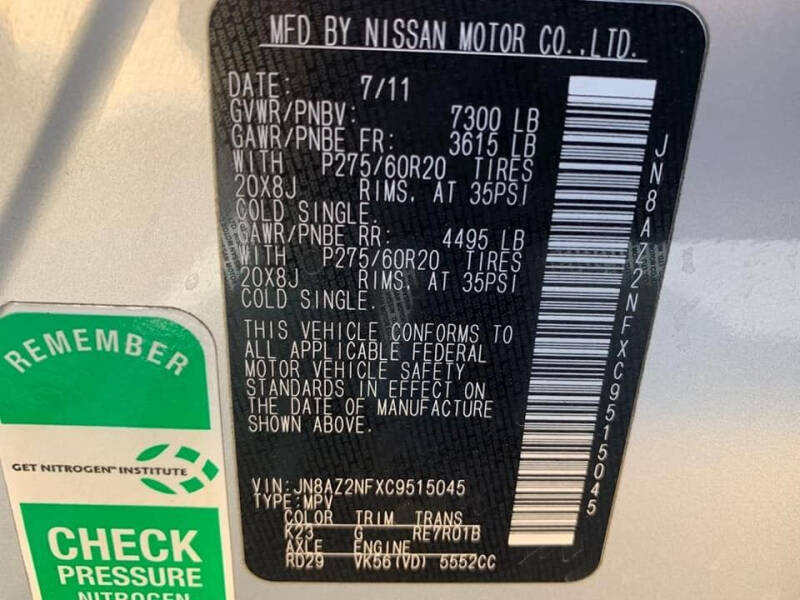 MFD BY NISSAN MOTOR CO.,LTD.
DATE: 7/11
GVWR/PNBV: 7300 LB
GAWR/PNBE FR: 3615 LB
WITH P275/60R20 TIRES
20X8J RIMS. AT 35PSI
COLD SINGLE.
GAWR/PNBE RR: 4495 LB
WITH P275/60R20 TIRES
20X8J RIMS. AT 35PSI
COLD SINGLE.
THIS VEHICLE CONFORMS TO
ALL APPLICABLE FEDERAL
MOTOR VEHICLE SAFETY
STANDARDS IN EFFECT ON
THE DATE OF MANUFACTURE
SHOWN ABOVE.
VIN:JN8AZ2NFXC9515045
TYPE:MPV
COLOR TRIM TRANS
K23 G RE7R01B
AXLE ENGINE
RD29 VK56(VD) 5552CC
JN8AZ2NFXC9515045
REMEMBER
GET NITROGEN™ INSTITUTE
CHECK
PRESSURE
NITROGEN